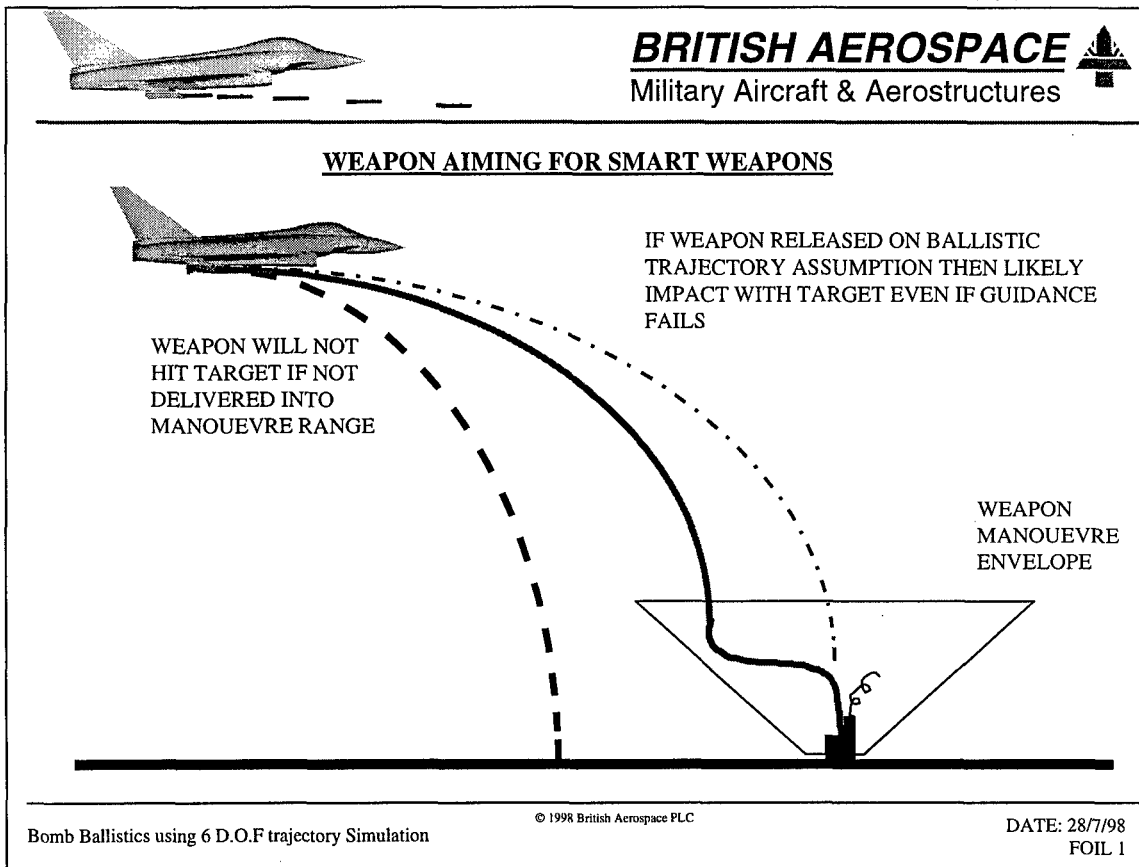 BRITISH AEROSPACE
Military Aircraft & Aerostructures
WEAPON AIMING FOR SMART WEAPONS
IF WEAPON RELEASED ON BALLISTIC
TRAJECTORY ASSUMPTION THEN LIKELY
IMPACT WITH TARGET EVEN IF GUIDANCE
FAILS
WEAPON WILL NOT
HIT TARGET IF NOT
DELIVERED INTO
MANOUEVRE RANGE
WEAPON
MANOUEVRE
ENVELOPE
© 1998 British Aerospace PLC
Bomb Ballistics using 6 D.O.F trajectory Simulation
DATE: 28/7/98
FOIL 1